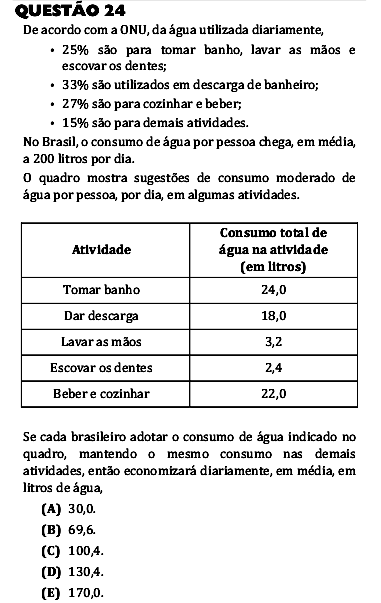 QUESTÃO 24
De acordo com a ONU, da água utilizada diariamente,
• 25% são para tomar banho, lavar as mãos e
escovar os dentes;
• 33% são utilizados em descarga de banheiro;
• 27% são para cozinhar e beber;
• 15% são para demais atividades.
No Brasil, o consumo de água por pessoa chega, em média,
a 200 litros por dia.
O quadro mostra sugestões de consumo moderado de
água por pessoa, por dia, em algumas atividades.
Atividade
Consumo total de
água na atividade
(em litros)
Tomar banho 24,0
Dar descarga 18,0
Lavar as mãos 3,2
Escovar os dentes 2,4
Beber e cozinhar 22,0
Se cada brasileiro adotar o consumo de água indicado no
quadro, mantendo o mesmo consumo nas demais
atividades, então economizará diariamente, em média, em
litros de água,
(A) 30,0.
(B) 69,6.
(C) 100,4.
(D) 130,4.
(E) 170,0.